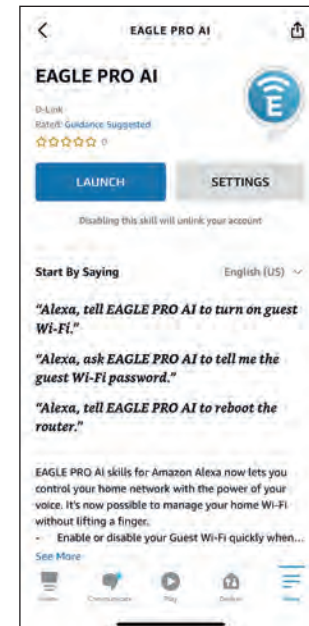 EAGLE PRO AI
EAGLE PRO AI
D-Link
Rated: Guidance Suggested
0
E
LAUNCH
SETTINGS
Disabling this skill will unlink your account
Start By Saying
English (US)
"Alexa, tell EAGLE PRO AI to turn on guest
Wi-Fi."
"Alexa, ask EAGLE PRO AI to tell me the
guest Wi-Fi password."
"Alexa, tell EAGLE PRO AI to reboot the
router."
EAGLE PRO AI skills for Amazon Alexa now lets you
control your home network with the power of your
voice. It's now possible to manage your home Wi-Fi
without lifting a finger.
- Enable or disable your Guest Wi-Fi quickly when...
See More
Home Communicate Play Devices More